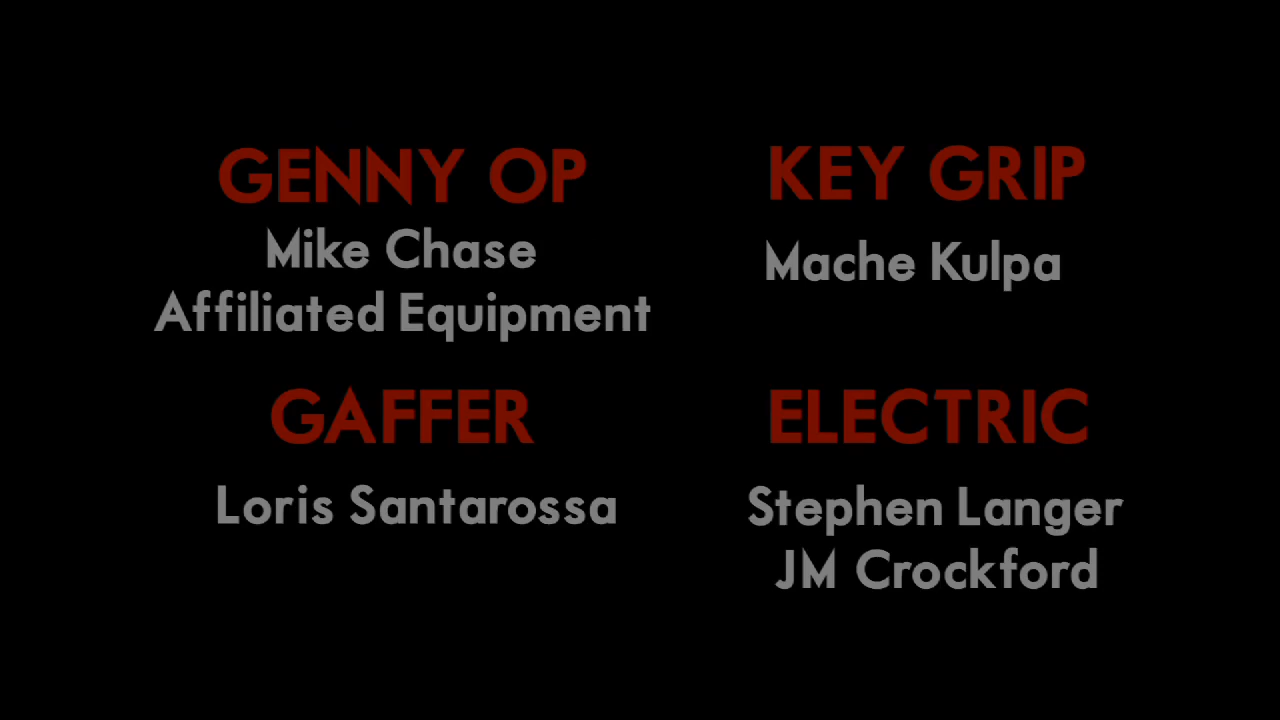 GENNY OP
Mike Chase
Affiliated Equipment
KEY GRIP
Mache Kulpa
GAFFER
Loris Santarossa
ELECTRIC
Stephen Langer
JM Crockford